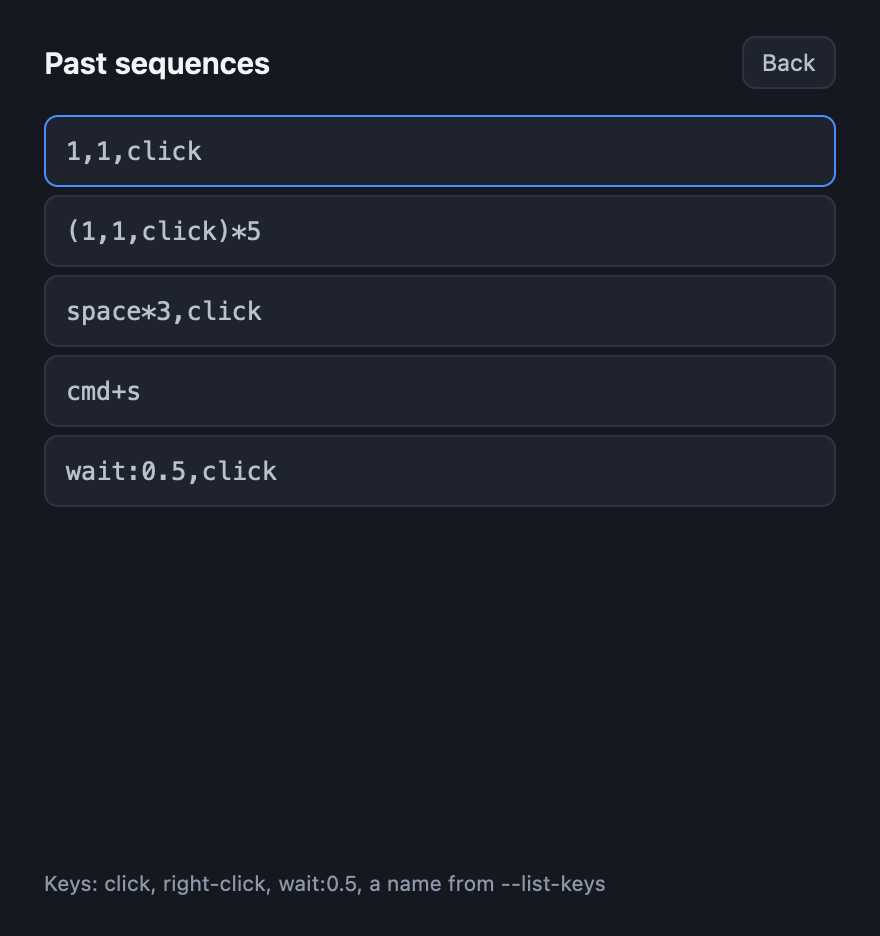 Past sequences
Back
1,1,click
(1,1,click)*5
space*3,click
cmd+s
wait:0.5,click
Keys: click, right-click, wait:0.5, a name from --list-keys